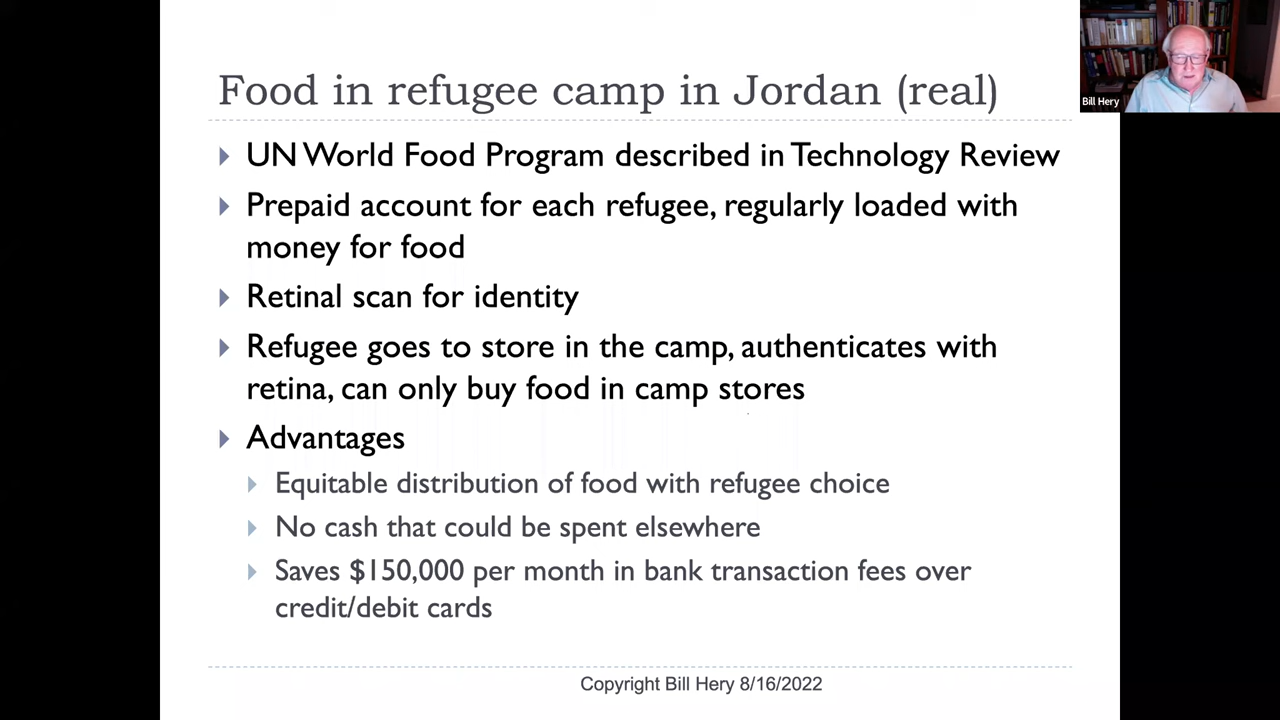 Food in refugee camp in Jordan (real)
Bill Hery
UN World Food Program described in Technology Review
Prepaid account for each refugee, regularly loaded with
money for food
Retinal scan for identity
Refugee goes to store in the camp, authenticates with
retina, can only buy food in camp stores
Advantages
Equitable distribution of food with refugee choice
No cash that could be spent elsewhere
Saves $150,000 per month in bank transaction fees over
credit/debit cards
Copyright Bill Hery 8/16/2022